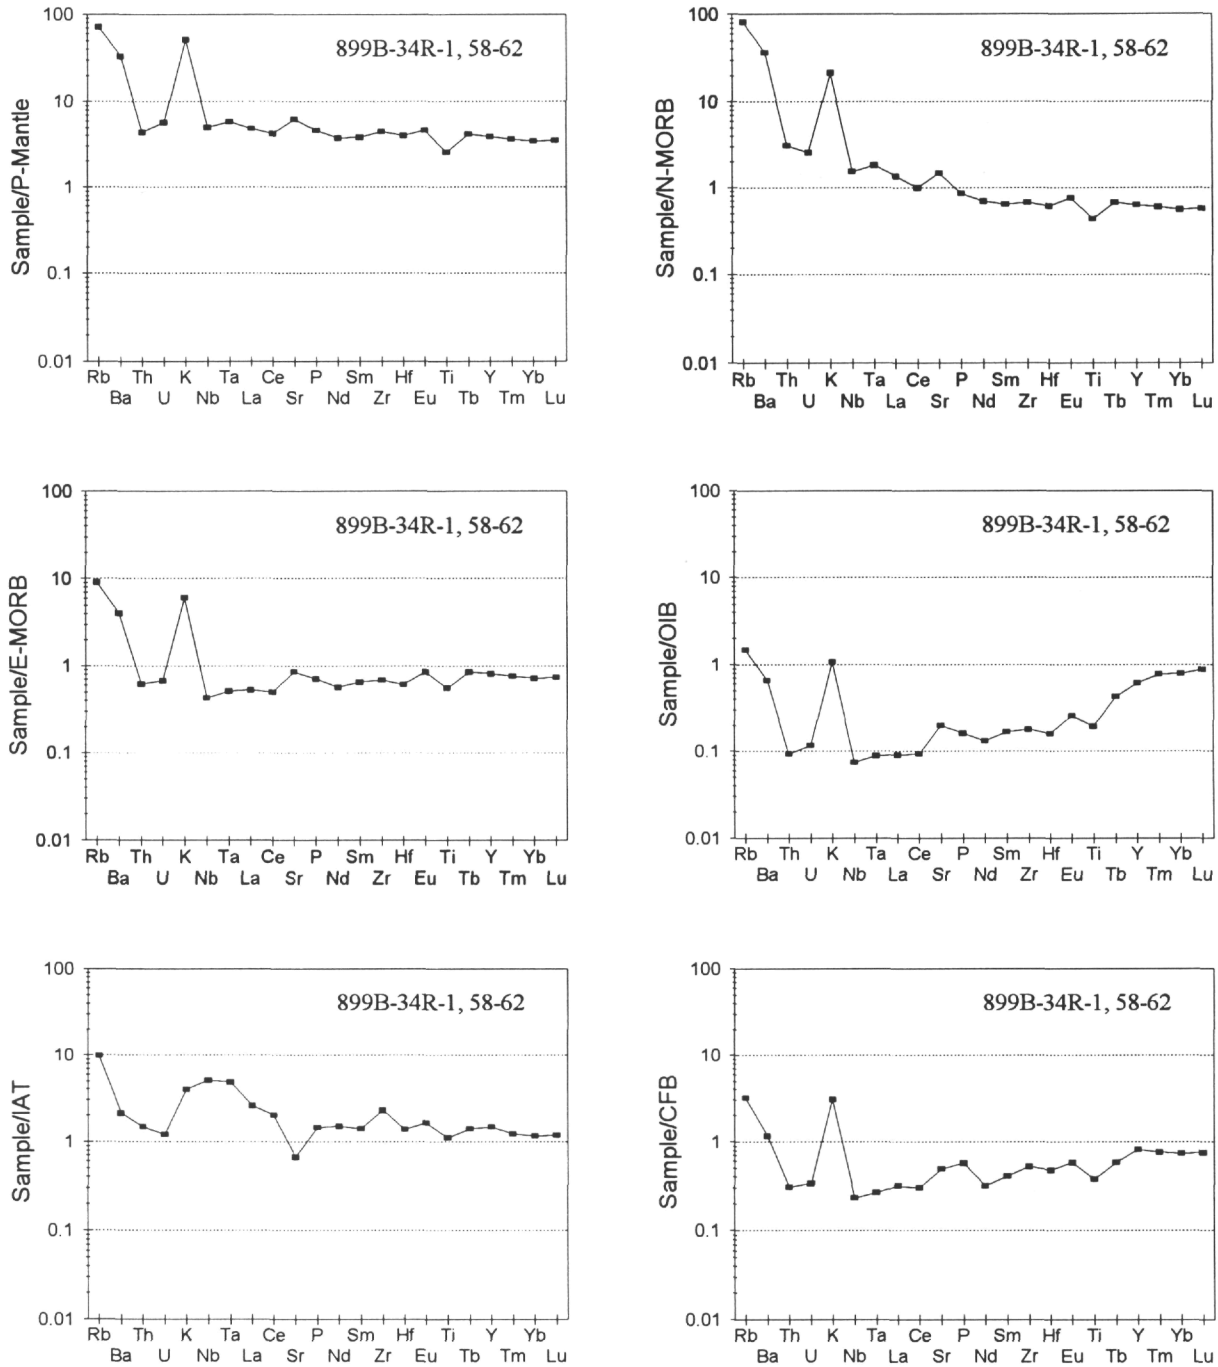 100
10
1
0.1
0.01
Sample/P-Mantle
899B-34R-1, 58-62
Rb Th K Ta Ce P Sm Hf Ti Y Yb
Ba U Nb La Sr Nd Zr Eu Tb Tm Lu
100
10
1
0.1
0.01
Sample/N-MORB
899B-34R-1, 58-62
Rb Th K Ta Ce P Sm Hf Ti Y Yb
Ba U Nb La Sr Nd Zr Eu Tb Tm Lu
100
10
1
0.1
0.01
Sample/E-MORB
899B-34R-1, 58-62
Rb Th K Ta Ce P Sm Hf Ti Y Yb
Ba U Nb La Sr Nd Zr Eu Tb Tm Lu
100
10
1
0.1
0.01
Sample/OIB
899B-34R-1, 58-62
Rb Th K Ta Ce P Sm Hf Ti Y Yb
Ba U Nb La Sr Nd Zr Eu Tb Tm Lu
100
10
1
0.1
0.01
Sample/IAT
899B-34R-1, 58-62
Rb Th K Ta Ce P Sm Hf Ti Y Yb
Ba U Nb La Sr Nd Zr Eu Tb Tm Lu
100
10
1
0.1
0.01
Sample/CFB
899B-34R-1, 58-62
Rb Th K Ta Ce P Sm Hf Ti Y Yb
Ba U Nb La Sr Nd Zr Eu Tb Tm Lu